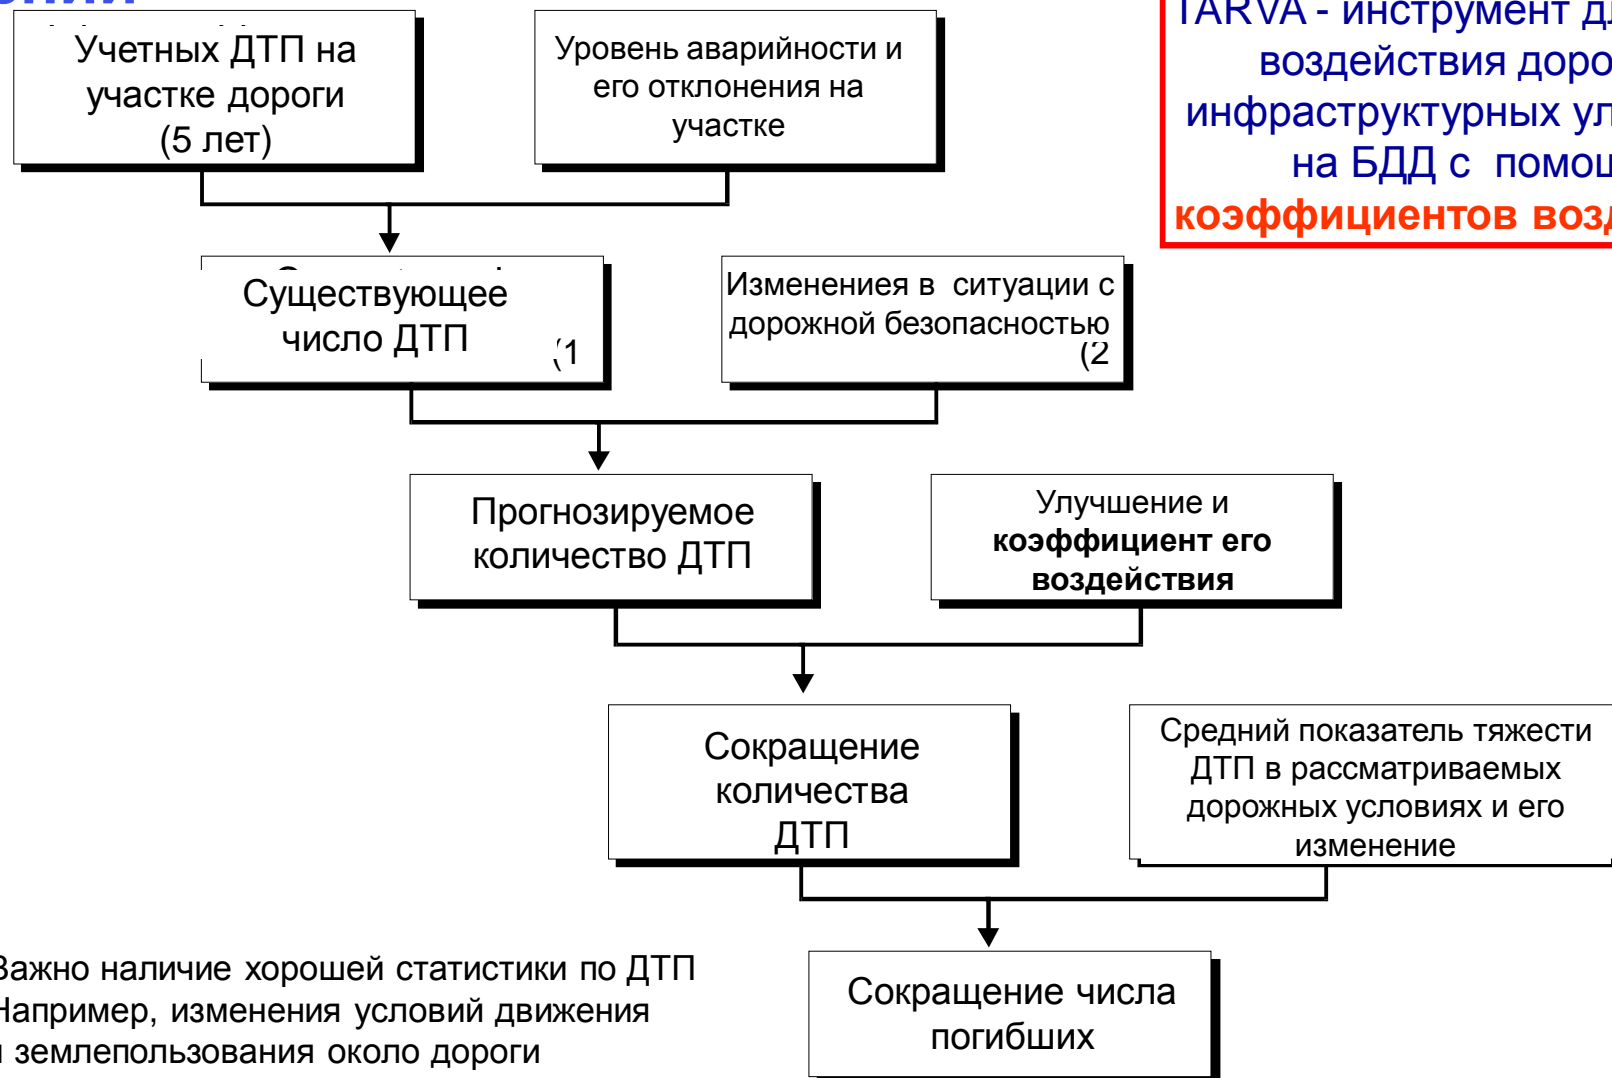 Учетных ДТП на
участке дороги
(5 лет)
Уровень аварийности и
его отклонения на
участке
TARVA - инструмент
воздействия
инфраструктурных
на БДД с
коэффициентов
Существующее
число ДТП
(1
Изменениея в ситуации с
дорожной безопасностью
(2
Прогнозируемое
количество ДТП
Улучшение и
коэффициент его
воздействия
Сокращение
количества
ДТП
Средний показатель тяжести
ДТП в рассматриваемых
дорожных условиях и его
изменение
Важно наличие хорошей статистики по ДТП
Например, изменения условий движения
землепользования около дороги
Сокращение числа
погибших